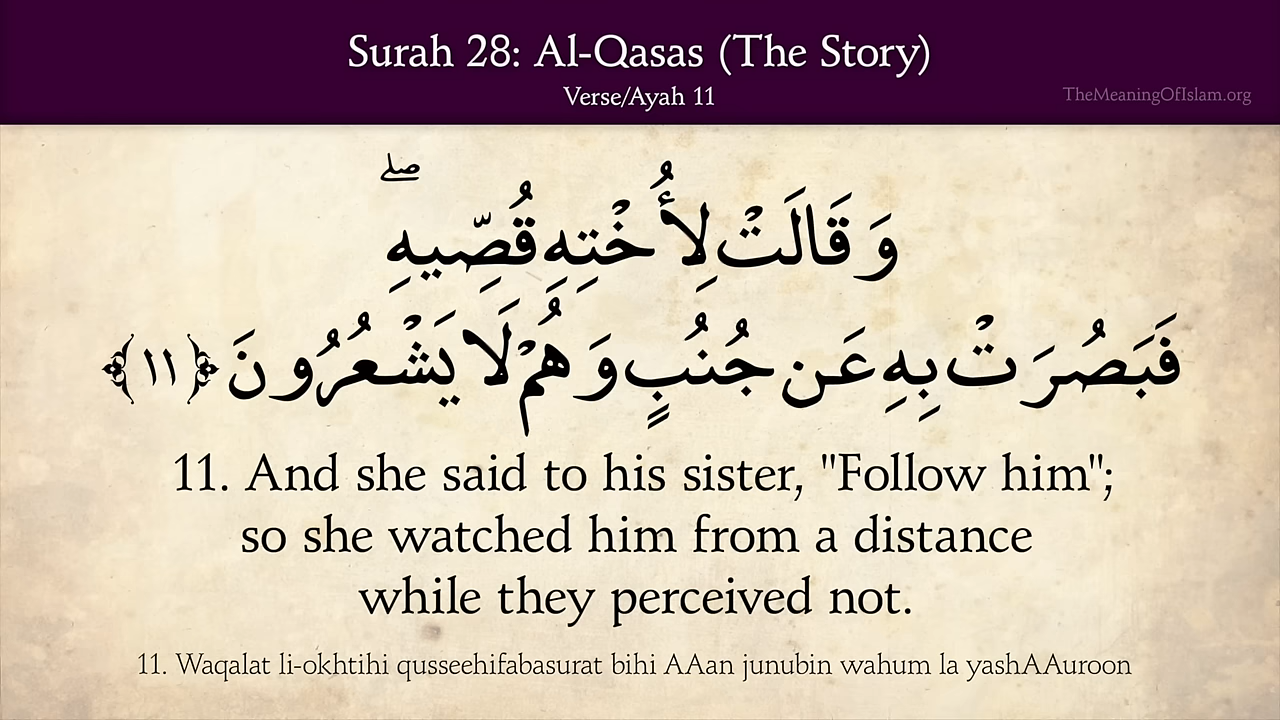 Surah 28: Al-Qasas (The Story)
Verse/Ayah 11
TheMeaningOfIslam.org
وَقَالَتْ لِأُخْتِهِ قُصِّيهِ ۖ
فَبَصُرَتْ بِهِ عَن جُنُبٍ وَهُمْ لَا يَشْعُرُونَ ﴿١١﴾
11. And she said to his sister, "Follow him";
so she watched him from a distance
while they perceived not.
11. Waqalat li-okhtihi qusseehifabasurat bihi AAan junubin wahum la yashAAuroon